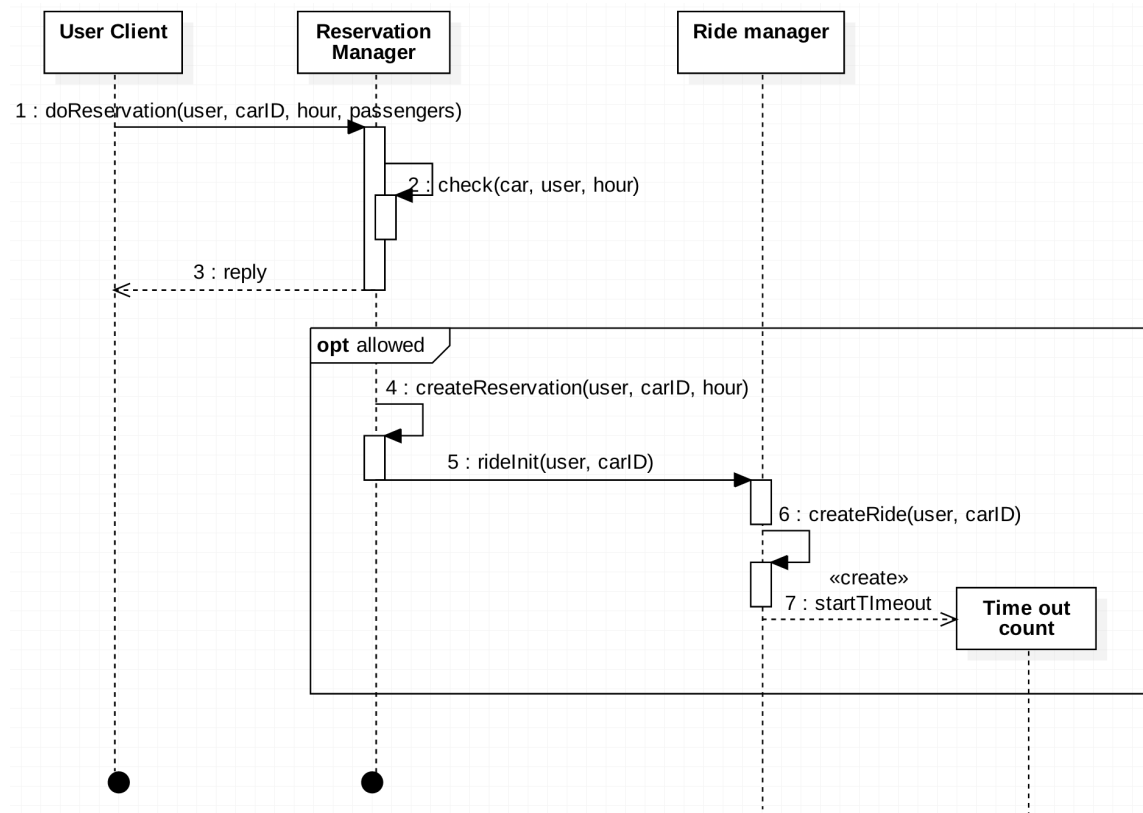 User Client
Reservation
Manager
Ride manager
1 : doReservation(user, carID, hour, passengers)
2 : check(car, user, hour)
3 : reply
opt allowed
4 : createReservation(user, carID, hour)
5 : rideInit(user, carID)
6 : createRide(user, carID)
«create»
7 : startTImeout
Time out
count